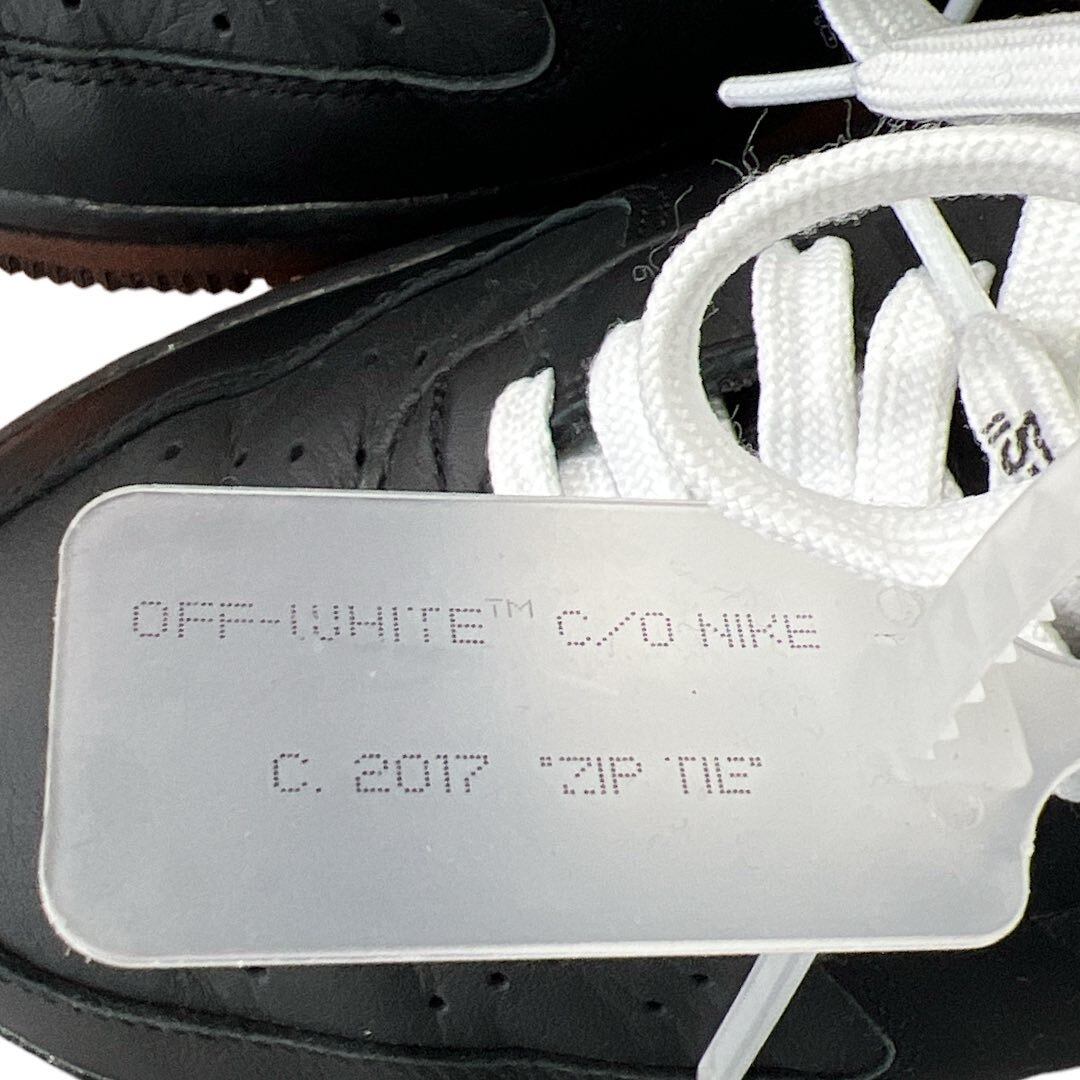 OFF-WHITE™ C/O NIKE
C. 2017 "ZIP TIE"